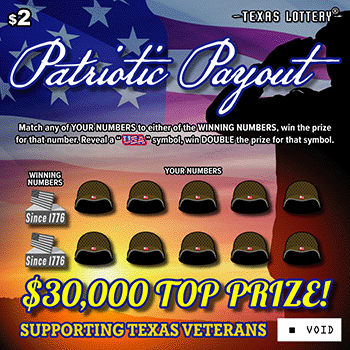 $2
TEXAS LOTTERY®
Patriotic Payout
Match any of YOUR NUMBERS to either of the WINNING NUMBERS, win the prize
for that number. Reveal a "USA" symbol, win DOUBLE the prize for that symbol.
WINNING
NUMBERS
YOUR NUMBERS
Since 1776
Since 1776
$30,000 TOP PRIZE!
SUPPORTING TEXAS VETERANS
VOID